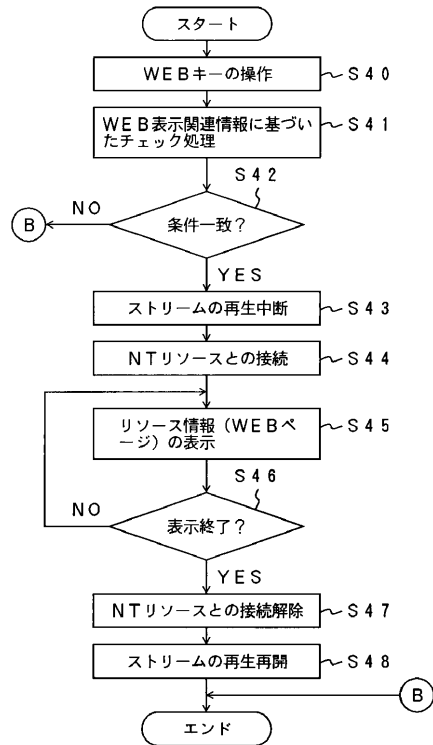 スタート
WEBキーの操作
S40
WEB表示関連情報に基づい
たチェック処理
S41
S42
条件一致?
NO
B
YES
ストリームの再生中断
S43
NTリソースとの接続
S44
リソース情報(WEBペ
ージ)の表示
S45
S46
表示終了?
NO
YES
NTリソースとの接続解除
S47
ストリームの再生再開
S48
B
エンド